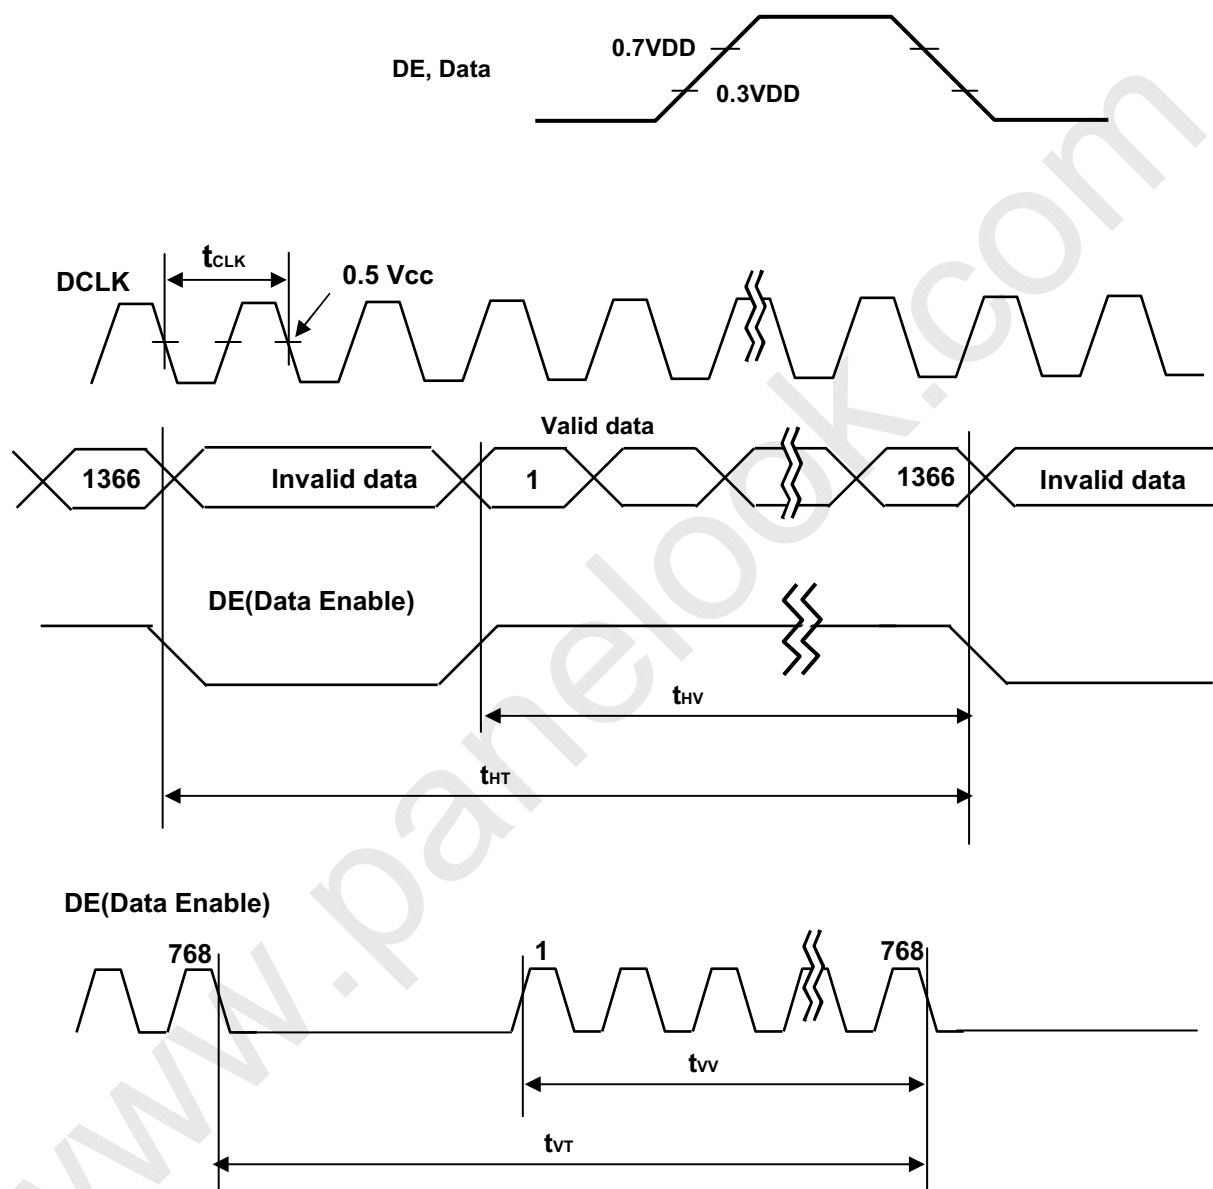 0.7VDD
DE, Data
0.3VDD
tCLK
DCLK
0.5 Vcc
Valid data
1366
Invalid data
1
1366
Invalid data
DE(Data Enable)
tHV
tHT
DE(Data Enable)
768
1
768
tVV
tVT
www.panelook.com